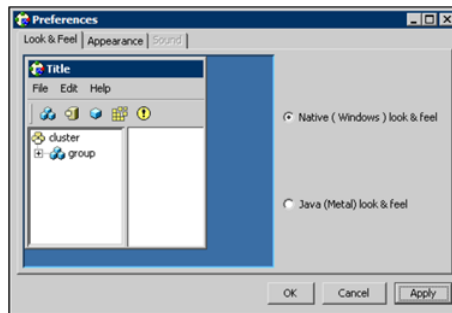 Preferences
Look & Feel Appearance Sound
Title
File Edit Help
cluster
group
Native ( Windows ) look & feel
Java (Metal) look & feel
OK Cancel Apply